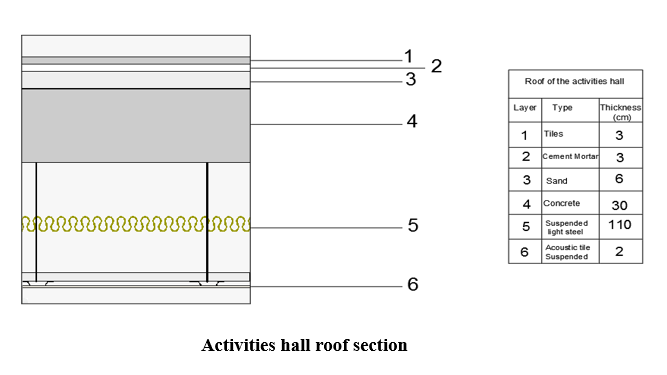 1
2
3
4
5
6
Roof of the activities hall
Layer Type Thickness
(cm)
1 Tiles 3
2 Cement Mortar 3
3 Sand 6
4 Concrete 30
5 Suspended light steel 110
6 Acoustic tile Suspended 2
Activities hall roof section